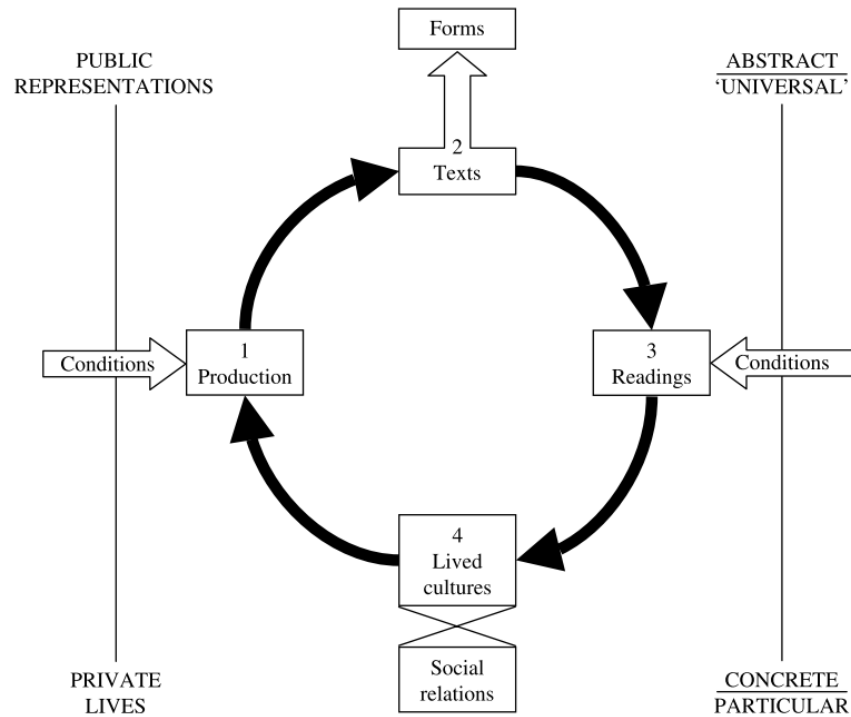 Forms
PUBLIC
REPRESENTATIONS
ABSTRACT
‘UNIVERSAL’
2
Texts
Conditions
1
Production
3
Readings
Conditions
4
Lived
cultures
Social
relations
PRIVATE
LIVES
CONCRETE
PARTICULAR